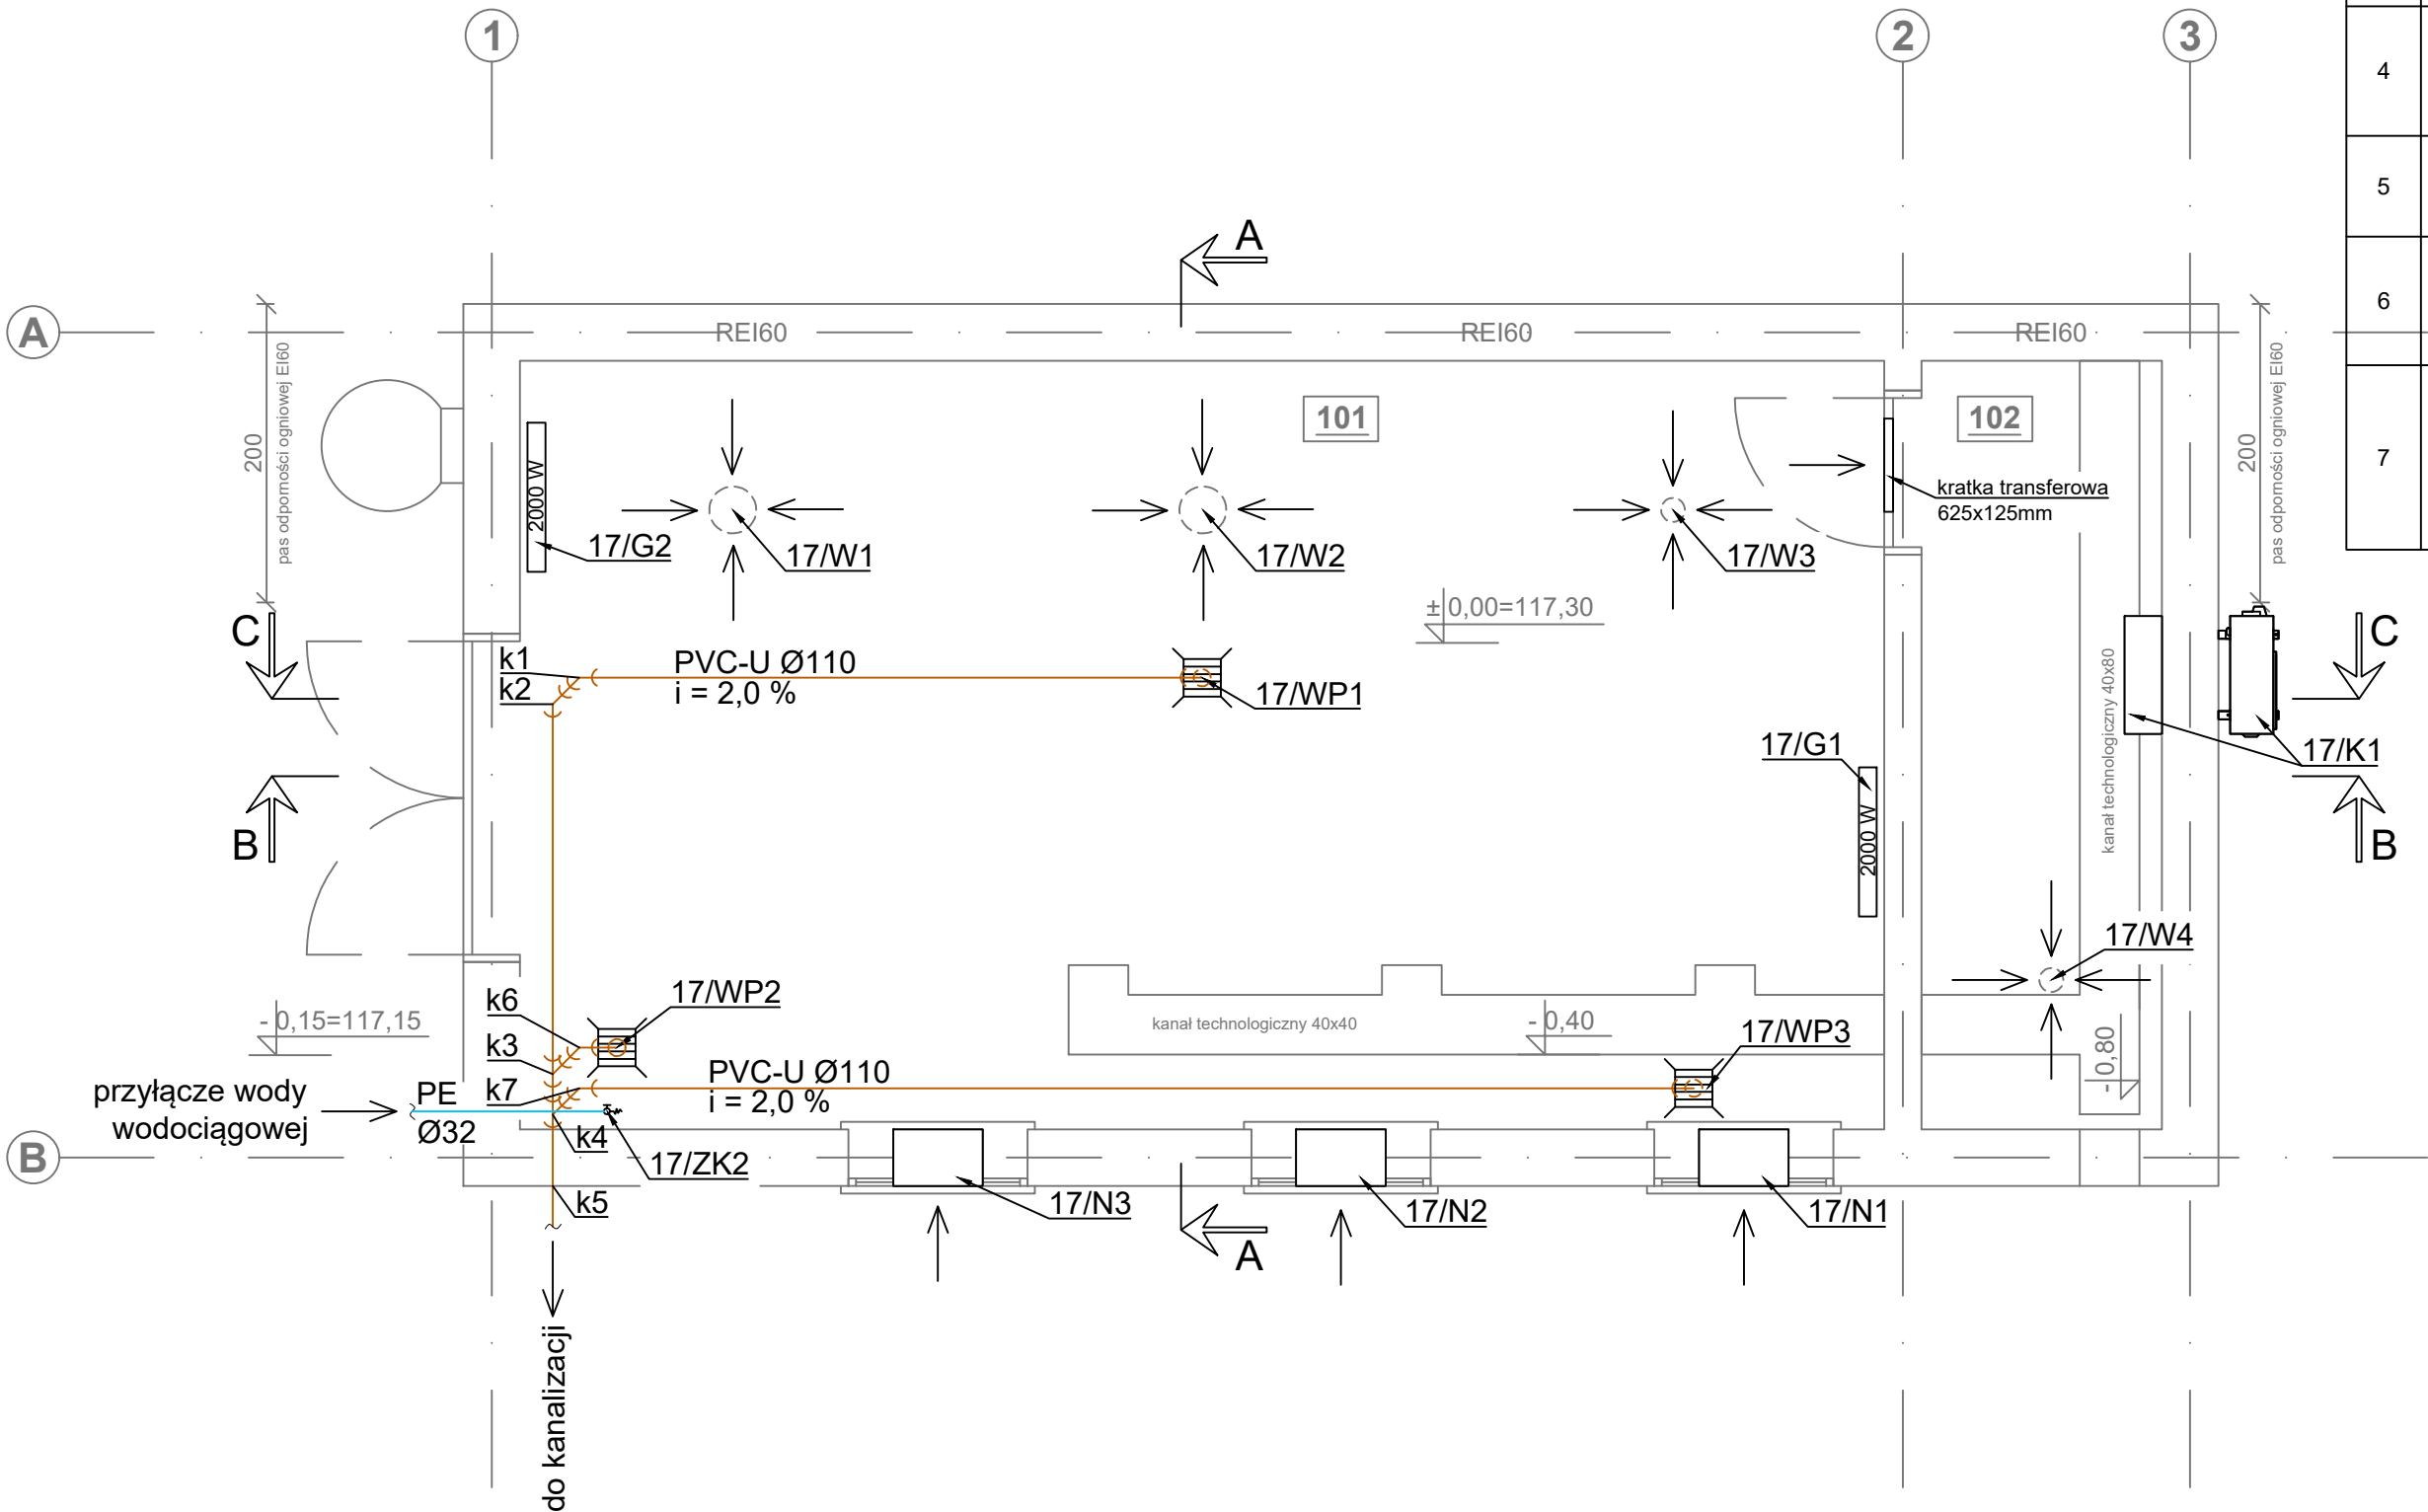 1
2
3
4
5
6
7
A
A
REI60
REI60
REI60
200
pas odporności ogniowej EI60
200
pas odporności ogniowej EI60
101
102
2000 W
17/G2
17/W1
17/W2
17/W3
kratka transferowa
625x125mm
± 0,00=117,30
C
C
k1
k2
PVC-U Ø110
i = 2,0 %
17/WP1
17/G1
2000 W
kanał technologiczny 40x80
17/K1
B
B
17/W4
k6
17/WP2
- 0,15=117,15
k3
kanał technologiczny 40x40
- 0,40
17/WP3
- 0,80
przyłącze wody
wodociągowej
PE
Ø32
k7
PVC-U Ø110
i = 2,0 %
k4
B
17/ZK2
k5
17/N3
17/N2
17/N1
A
do kanalizacji